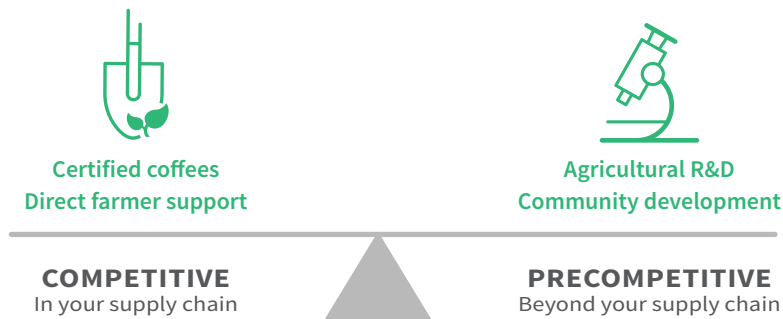 Certified coffees
Direct farmer support
Agricultural R&D
Community development
COMPETITIVE
In your supply chain
PRECOMPETITIVE
Beyond your supply chain